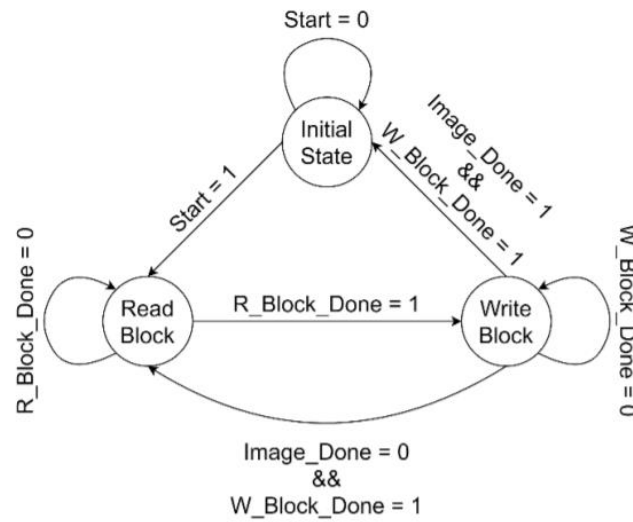 Start = 0
Initial
State
Image_Done = 1
&&
W_Block_Done = 1
Start = 1
R_Block_Done = 0
Read
Block
R_Block_Done = 1
Write
Block
W_Block_Done = 0
Image_Done = 0
&&
W_Block_Done = 1